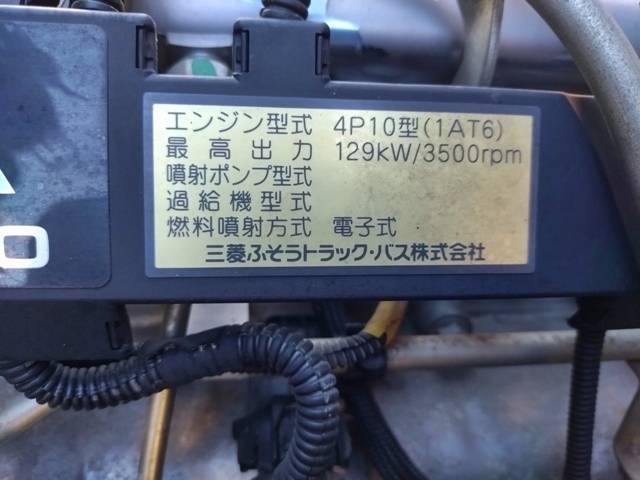 エンジン型式 4P10型(1AT6)
最高出力 129kW/3500rpm
噴射ポンプ型式
過給機型式
燃料噴射方式 電子式
三菱ふそうトラック・バス株式会社